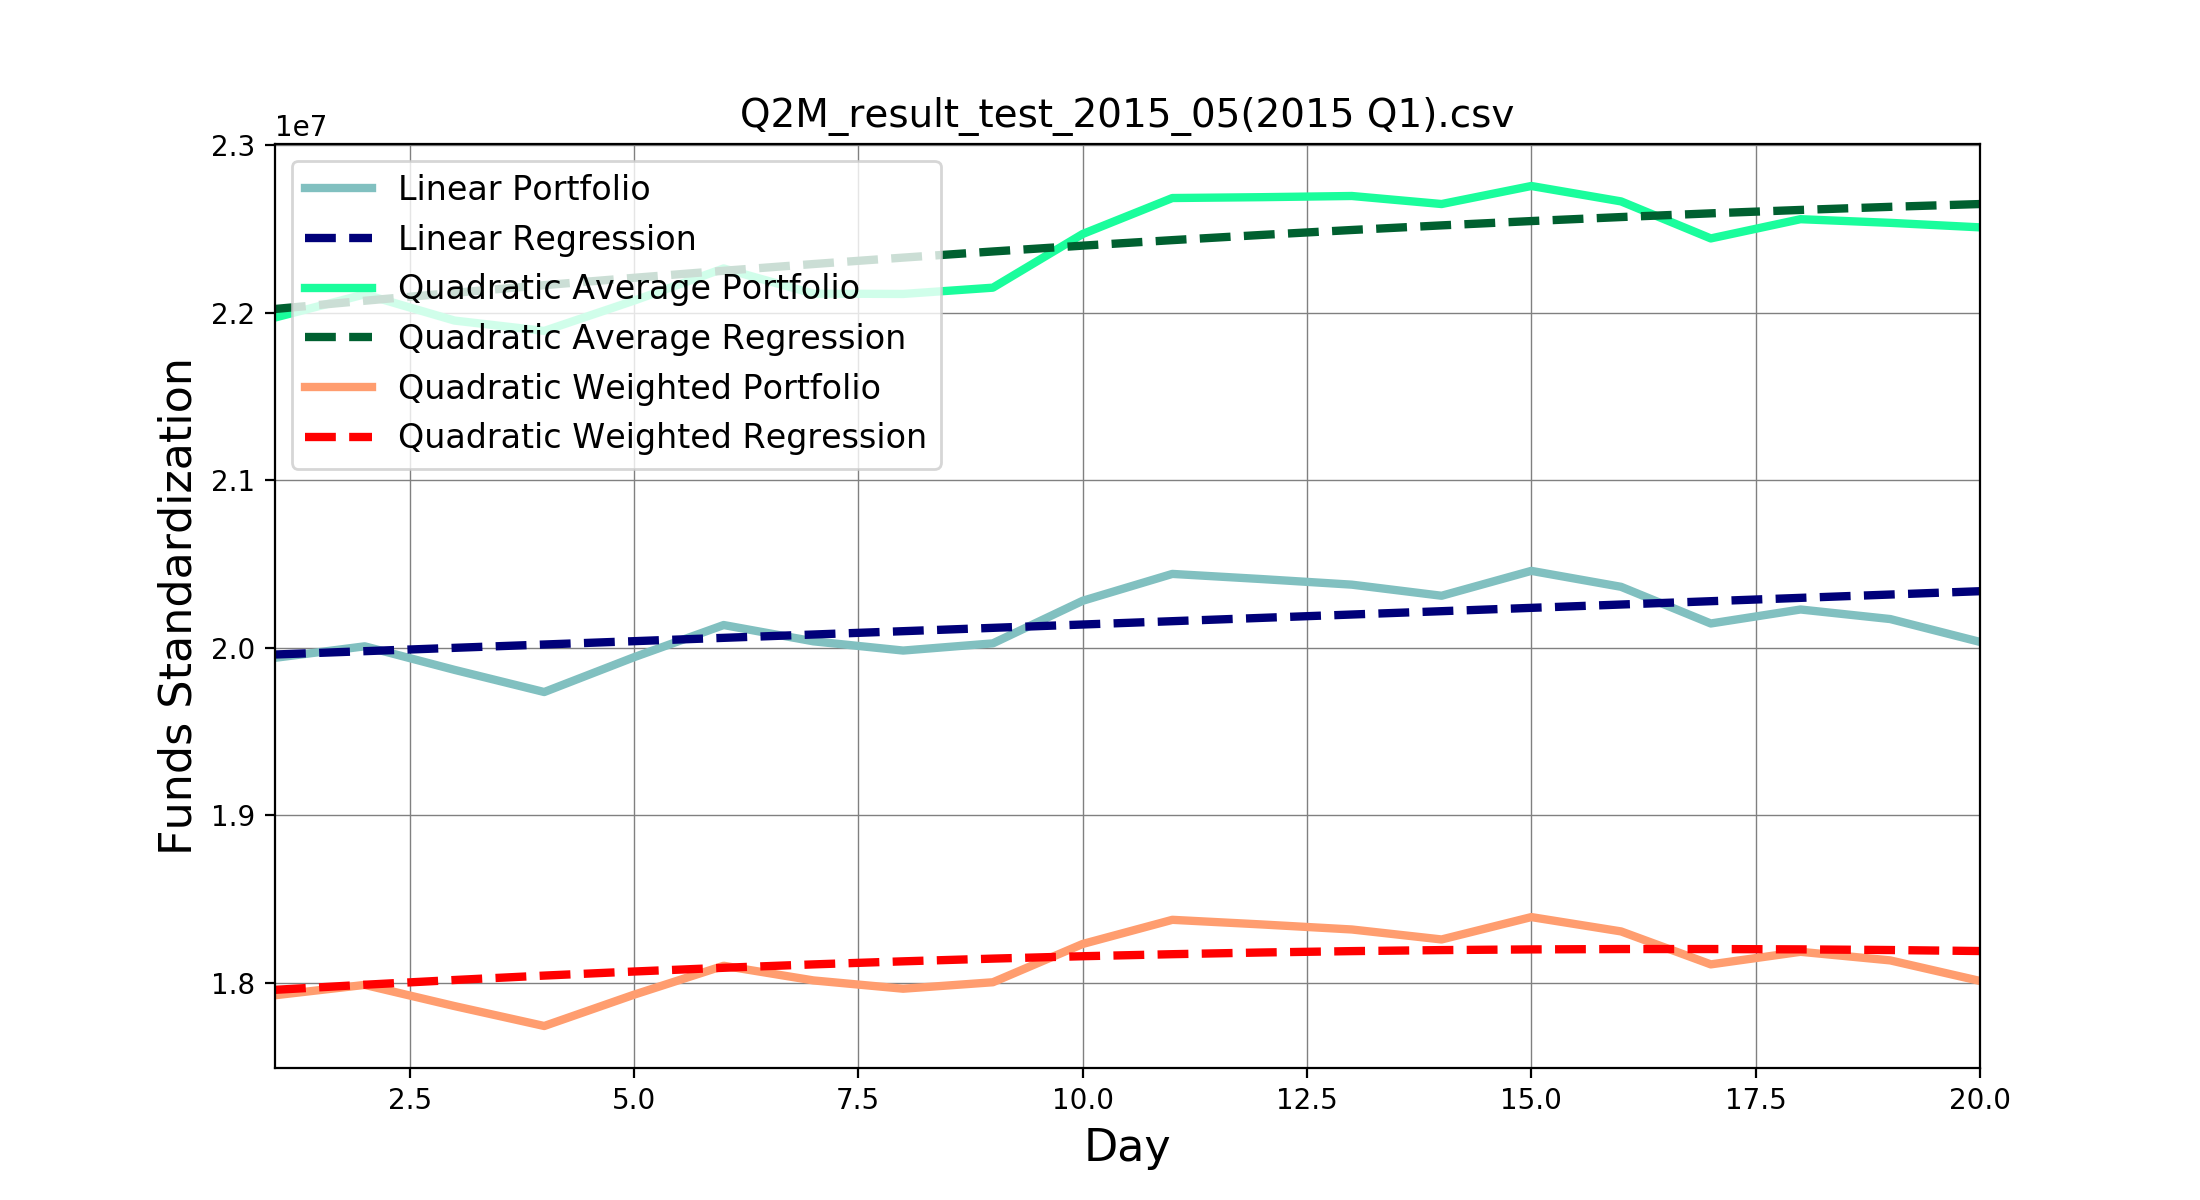 Q2M_result_test_2015_05(2015 Q1).csv
1e7
2.3
2.2
2.1
2.0
1.9
1.8
Funds Standardization
Linear Portfolio
Linear Regression
Quadratic Average Portfolio
Quadratic Average Regression
Quadratic Weighted Portfolio
Quadratic Weighted Regression
2.5 5.0 7.5 10.0 12.5 15.0 17.5 20.0
Day